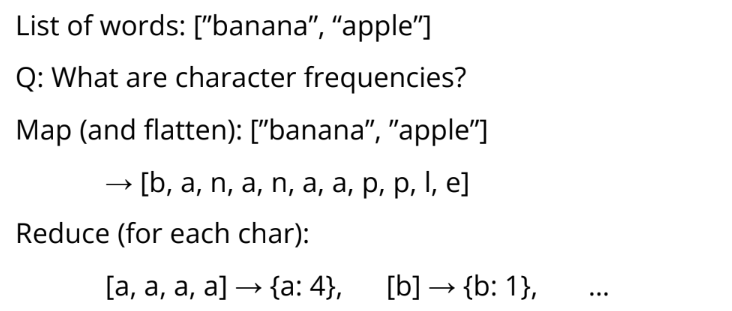 List of words: [”banana”, “apple”]
Q: What are character frequencies?
Map (and flatten): [”banana”, ”apple”]
→ [b, a, n, a, n, a, a, p, p, l, e]
Reduce (for each char):
[a, a, a, a] → {a: 4}, [b] → {b: 1}, ...